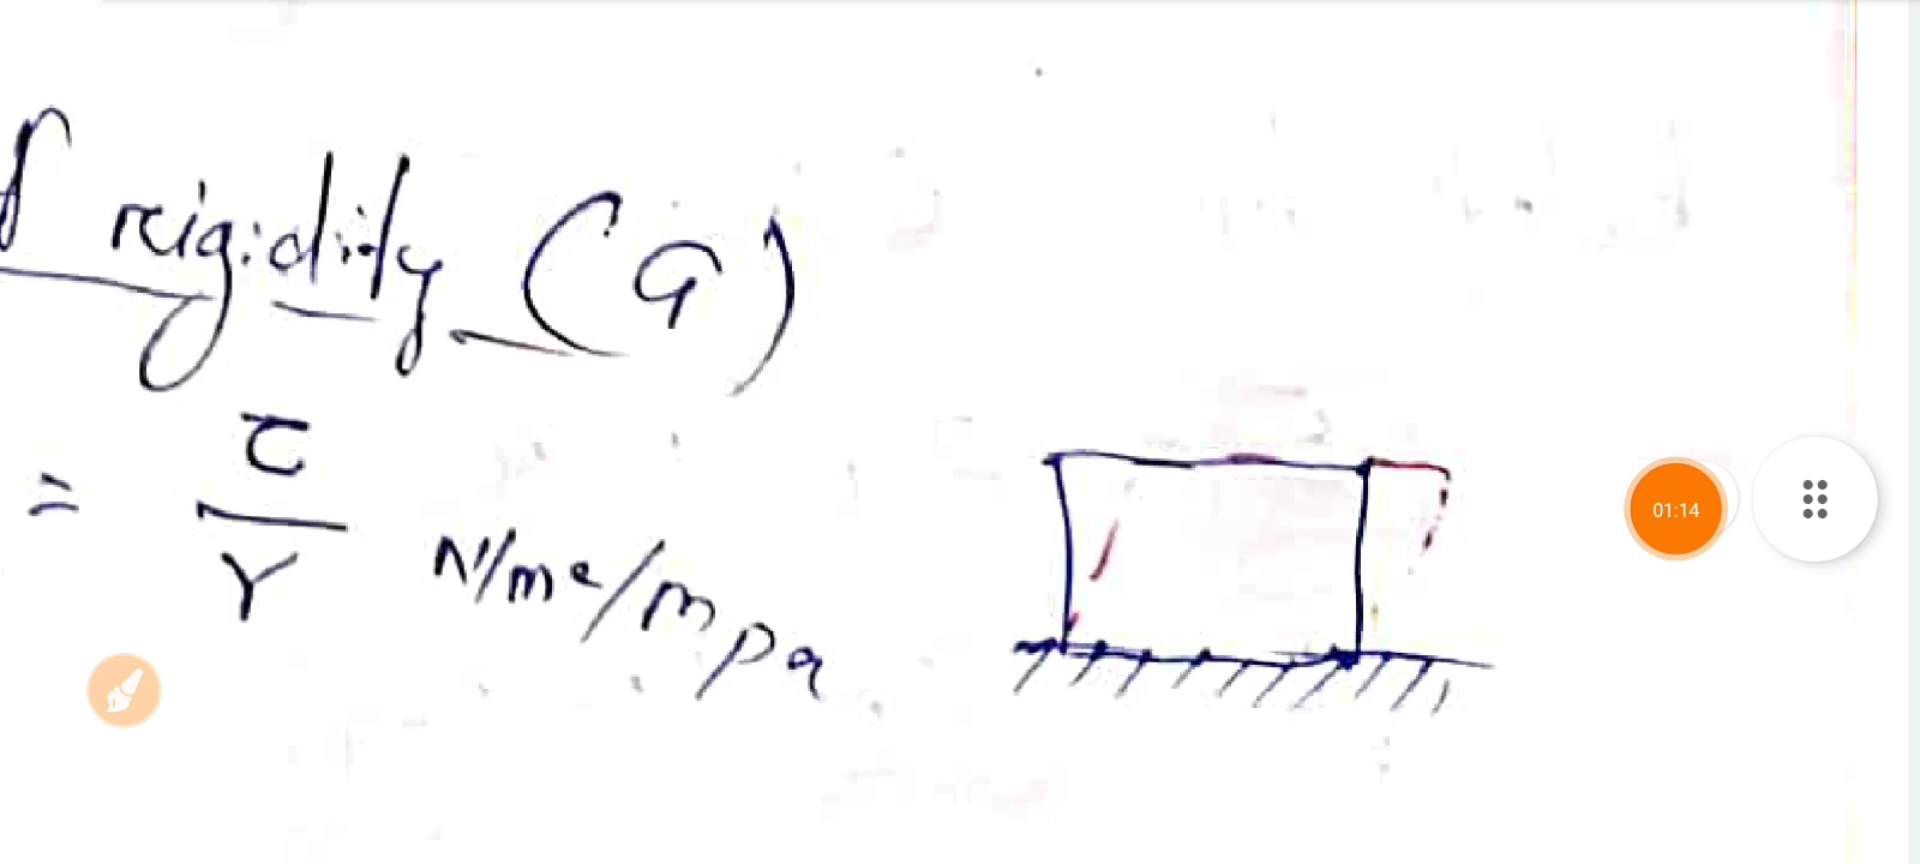 f rigidity (G)
= τ / γ N/m² / mpa
01:14